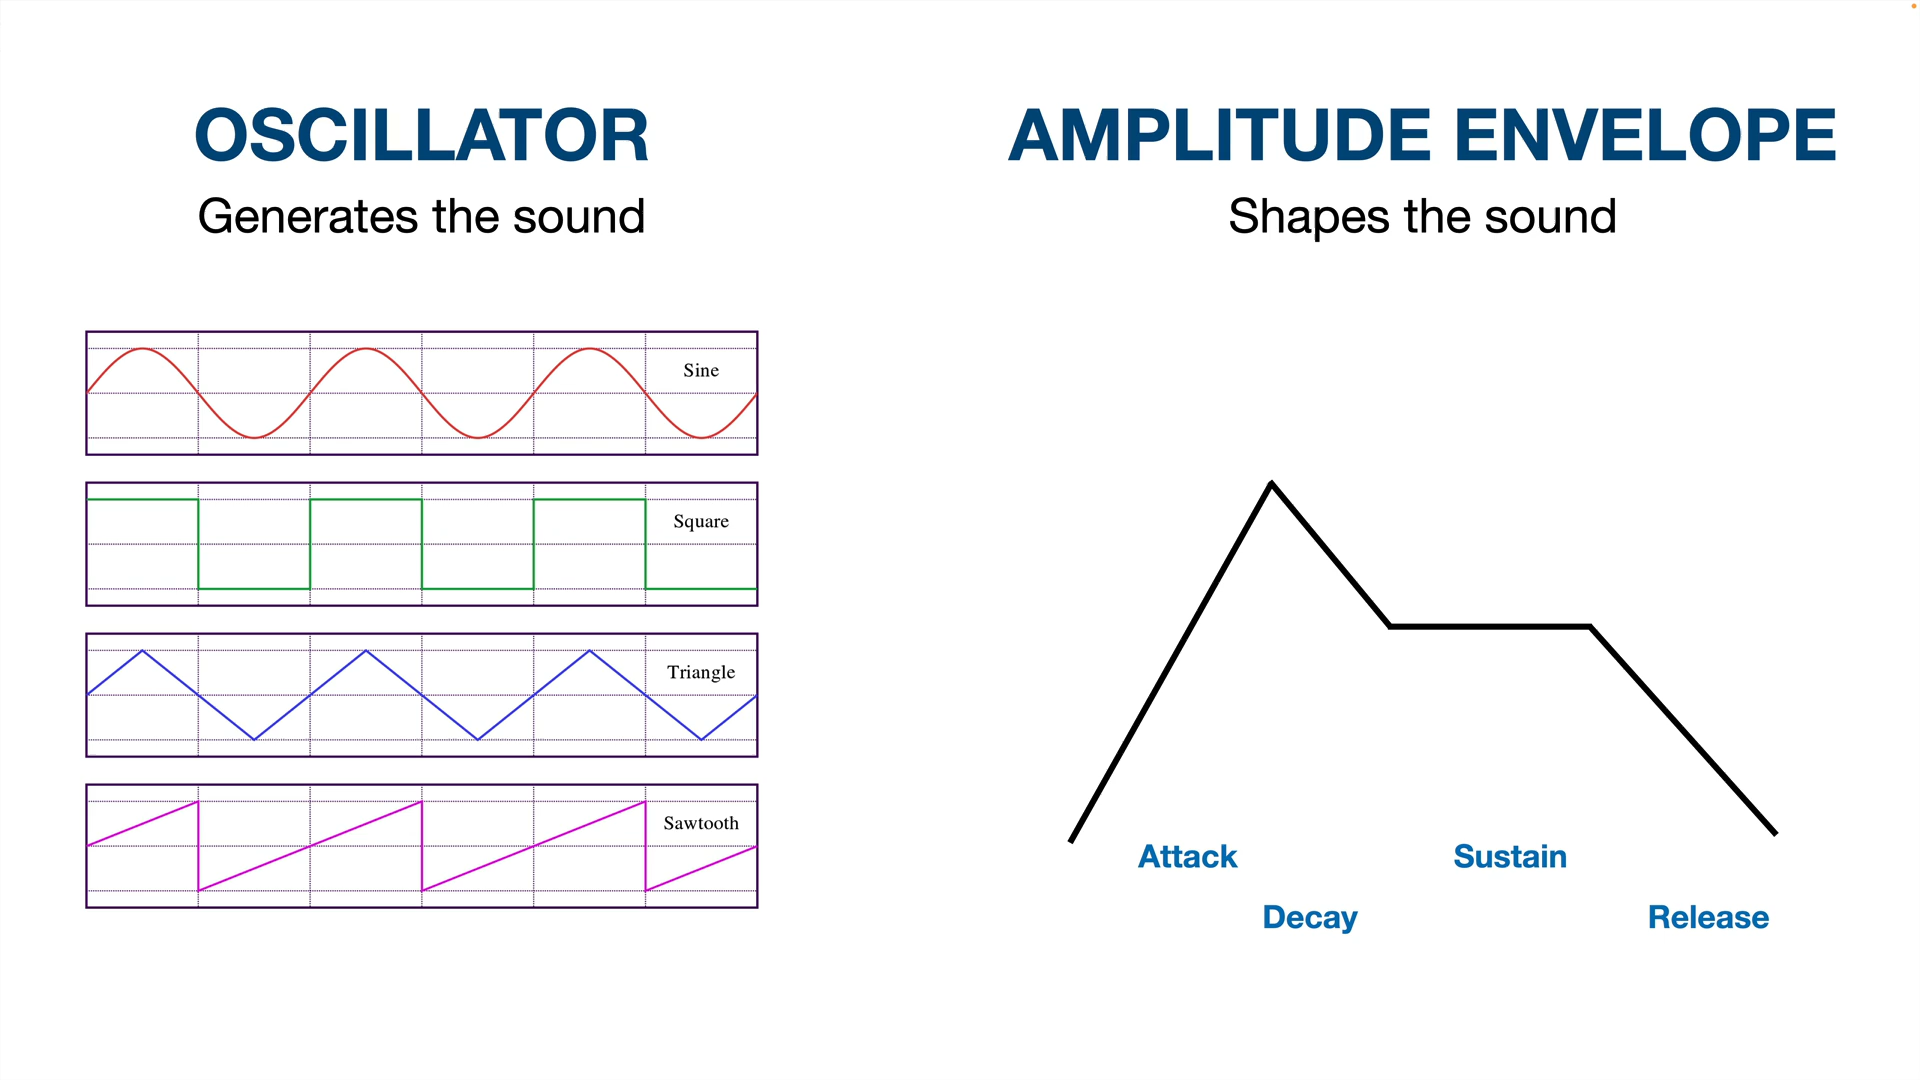 OSCILLATOR
Generates the sound
Sine
Square
Triangle
Sawtooth
AMPLITUDE ENVELOPE
Shapes the sound
Attack
Decay
Sustain
Release